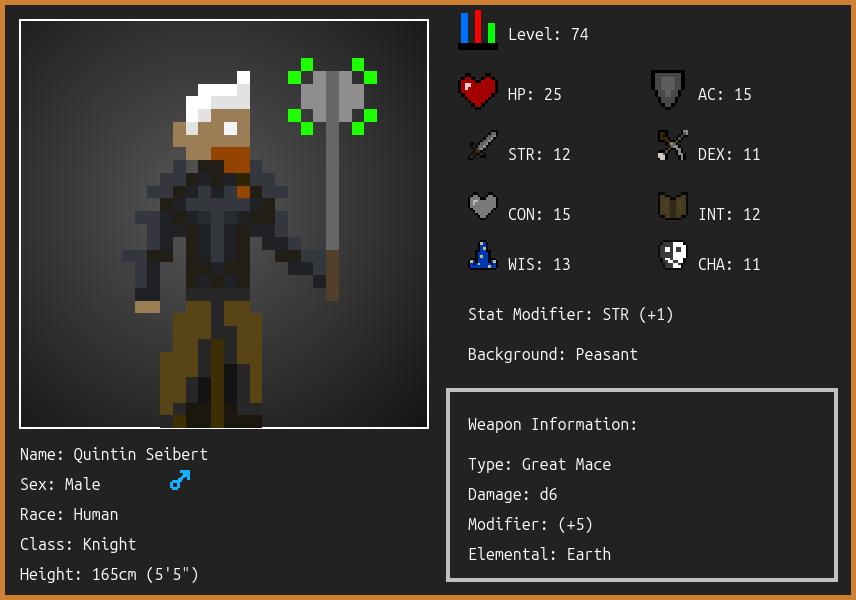 Level: 74
HP: 25
AC: 15
STR: 12
DEX: 11
CON: 15
INT: 12
WIS: 13
CHA: 11
Stat Modifier: STR (+1)
Background: Peasant
Weapon Information:
Type: Great Mace
Damage: d6
Modifier: (+5)
Elemental: Earth
Name: Quintin Seibert
Sex: Male
Race: Human
Class: Knight
Height: 165cm (5'5")